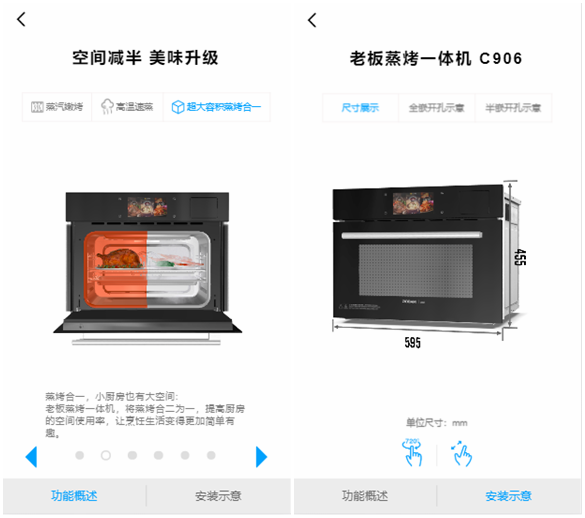 空间减半 美味升级
蒸汽嫩烤
高温速蒸
超大容积蒸烤合一
蒸烤合一，小厨房也有大空间：
老板蒸烤一体机，将蒸烤合二为一，提高厨房
的空间使用率，让烹饪生活变得更加简单有
趣。
功能概述
安装示意
老板蒸烤一体机 C906
尺寸展示
全嵌开孔示意
半嵌开孔示意
455
595
单位尺寸：mm
720°
功能概述
安装示意